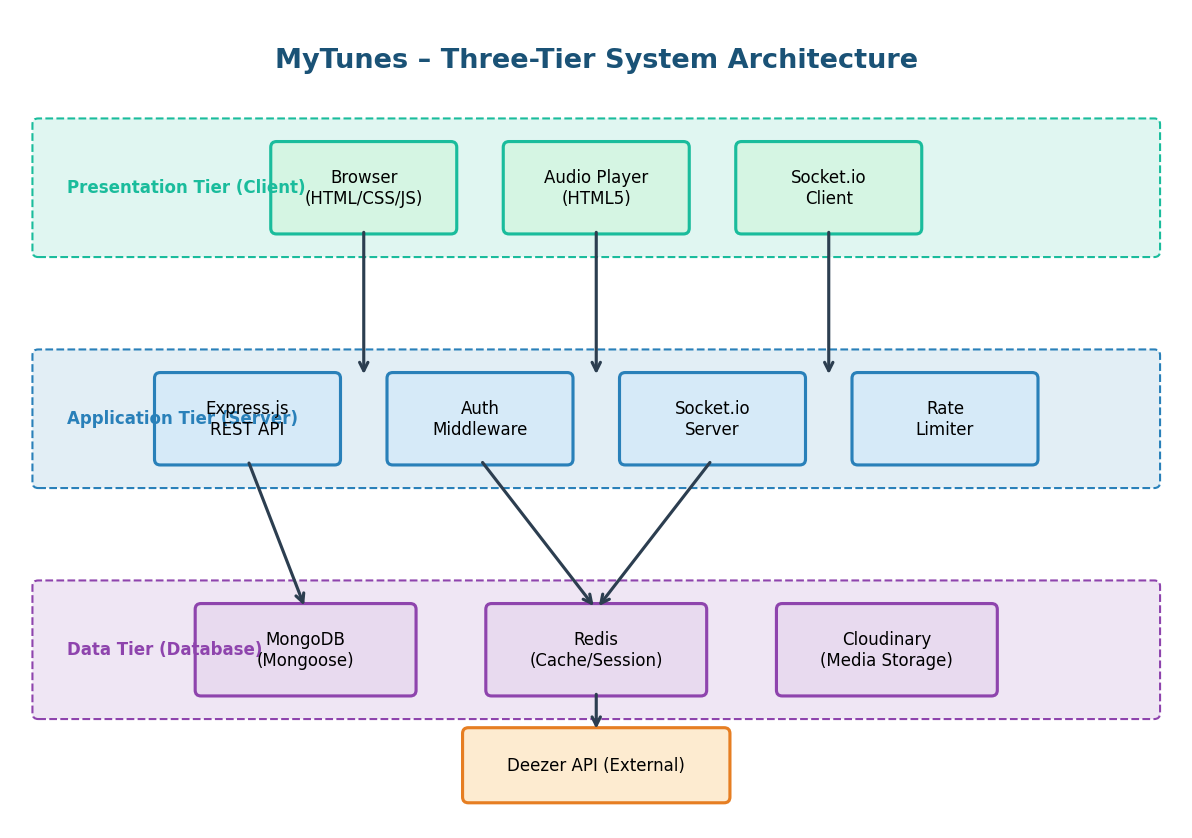 MyTunes – Three-Tier System Architecture
Presentation Tier (Client)
Browser
(HTML/CSS/JS)
Audio Player
(HTML5)
Socket.io
Client
Application Tier (Server)
Express.js
REST API
Auth
Middleware
Socket.io
Server
Rate
Limiter
Data Tier (Database)
MongoDB
(Mongoose)
Redis
(Cache/Session)
Cloudinary
(Media Storage)
Deezer API (External)